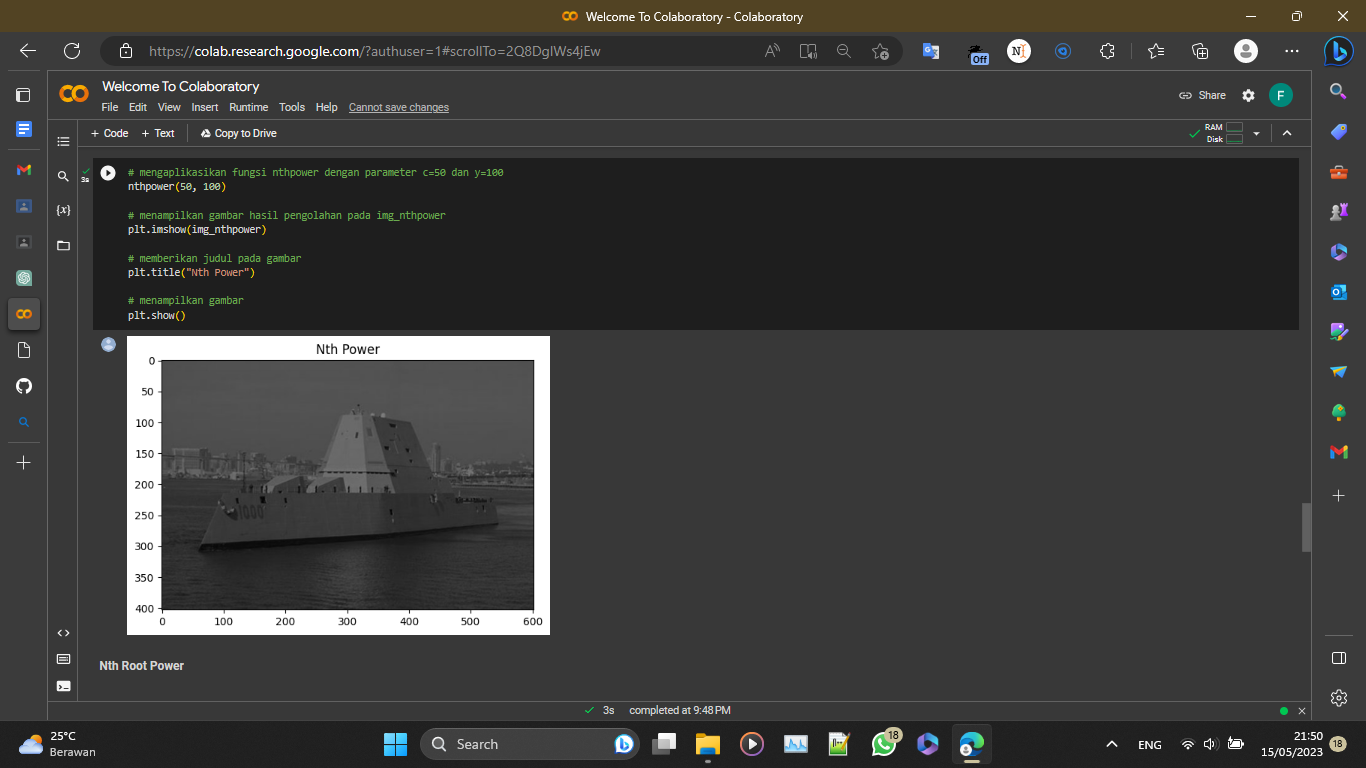 Welcome To Colaboratory - Colaboratory
https://colab.research.google.com/?authuser=1#scrollTo=2Q8DglWs4jEw
Off
Welcome To Colaboratory
File Edit View Insert Runtime Tools Help Cannot save changes
Share
F
+ Code + Text Copy to Drive
RAM
Disk
3s
# mengaplikasikan fungsi nthpower dengan parameter c=50 dan y=100
nthpower(50, 100)
# menampilkan gambar hasil pengolahan pada img_nthpower
plt.imshow(img_nthpower)
# memberikan judul pada gambar
plt.title("Nth Power")
# menampilkan gambar
plt.show()
Nth Power
0
50
100
150
200
250
300
350
400
1000
0 100 200 300 400 500 600
Nth Root Power
3s completed at 9:48 PM
25°C
Berawan
Search
18
ENG
21:50
15/05/2023
18